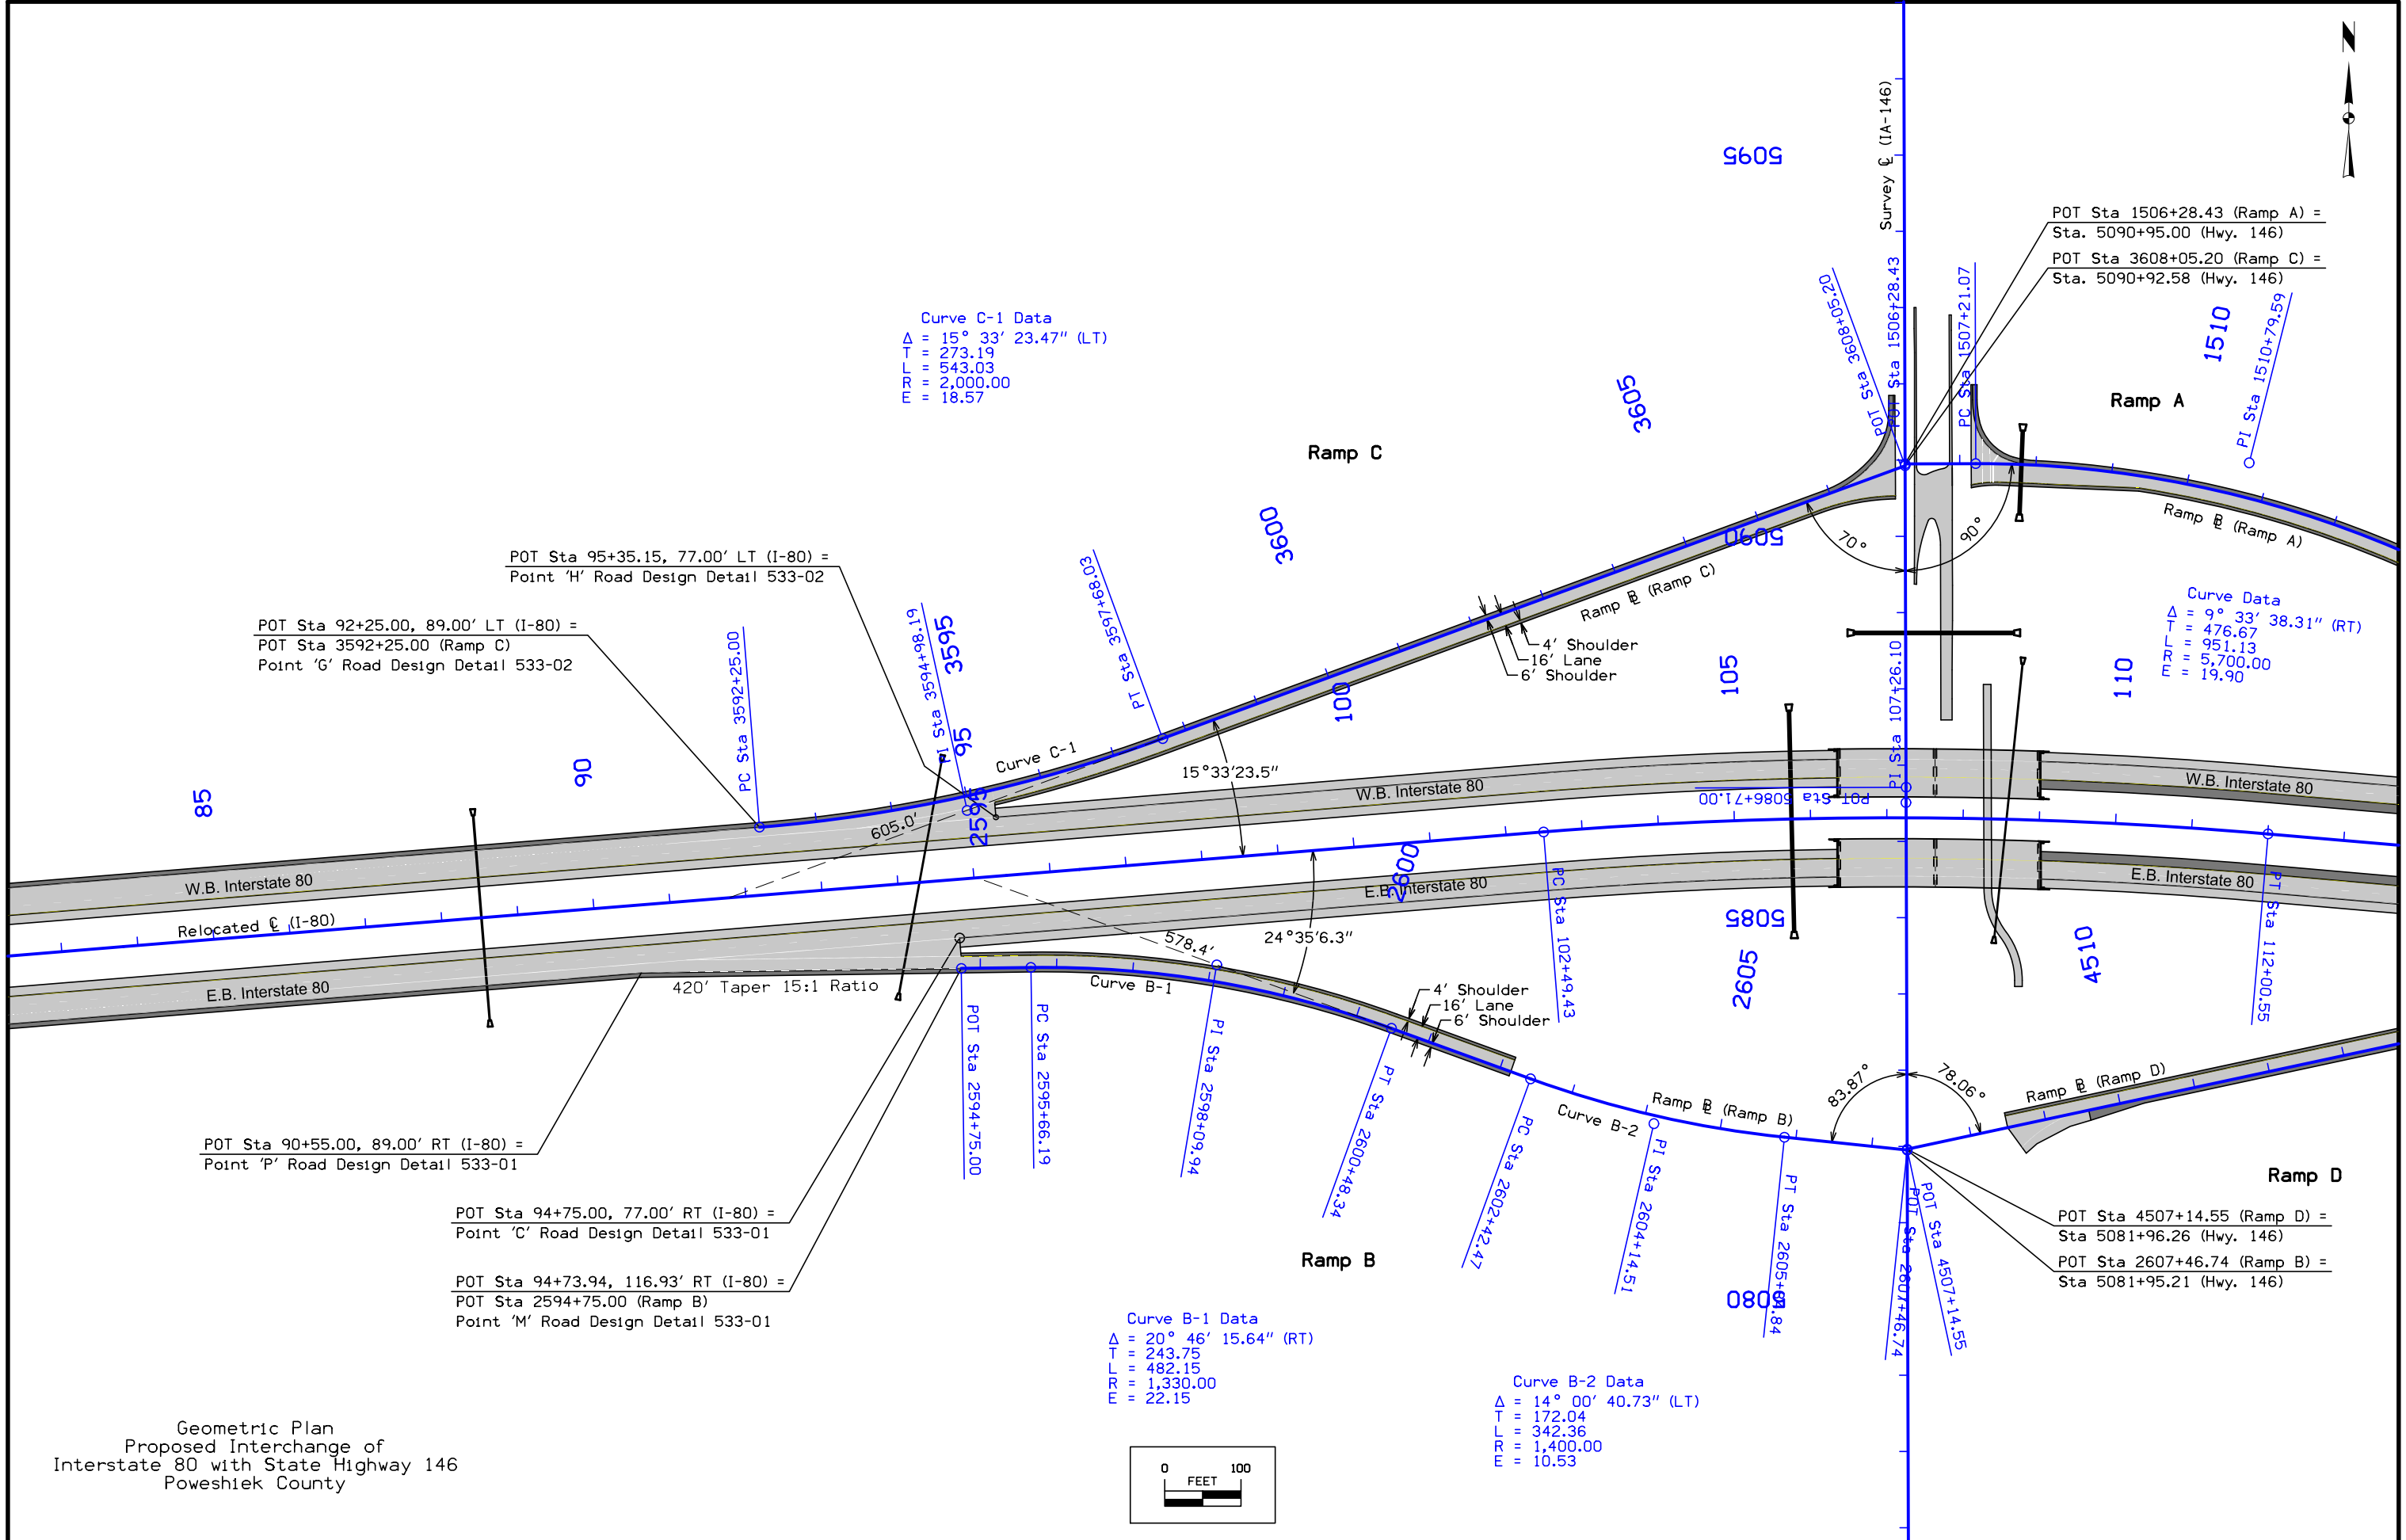 N
Survey ℄ (IA-146)
5095
POT Sta 1506+28.43 (Ramp A) =
Sta. 5090+95.00 (Hwy. 146)
POT Sta 3608+05.20 (Ramp C) =
Sta. 5090+92.58 (Hwy. 146)
POT Sta 3608+05.20
POT Sta 1506+28.43
PC Sta 1507+21.07
1510
PI Sta 1510+79.59
Ramp A
Curve C-1 Data
Δ = 15° 33′ 23.47″ (LT)
T = 273.19
L = 543.03
R = 2,000.00
E = 18.57
Ramp C
3605
3600
5090
70°
90°
Ramp ℄ (Ramp A)
Ramp ℄ (Ramp C)
POT Sta 95+35.15, 77.00′ LT (I-80) =
Point 'H' Road Design Detail 533-02
POT Sta 92+25.00, 89.00′ LT (I-80) =
POT Sta 3592+25.00 (Ramp C)
Point 'G' Road Design Detail 533-02
PC Sta 3592+25.00
PI Sta 3594+98.19
3595
PT Sta 3597+68.03
4′ Shoulder
16′ Lane
6′ Shoulder
Curve Data
Δ = 9° 33′ 38.31″ (RT)
T = 476.67
L = 951.13
R = 5,700.00
E = 19.90
85
90
95
100
105
110
PI Sta 107+26.10
Curve C-1
15°33′23.5″
605.0′
2595
W.B. Interstate 80
W.B. Interstate 80
W.B. Interstate 80
POT Sta 5086+71.00
Relocated ℄ (I-80)
E.B. Interstate 80
E.B. Interstate 80
E.B. Interstate 80
2600
PC Sta 102+49.43
PT Sta 112+00.55
5085
2605
4510
578.4′
24°35′6.3″
420′ Taper 15:1 Ratio
Curve B-1
4′ Shoulder
16′ Lane
6′ Shoulder
POT Sta 2594+75.00
PC Sta 2595+66.19
PI Sta 2598+09.94
PT Sta 2600+48.34
PC Sta 2602+42.47
PI Sta 2604+14.51
PT Sta 2605+84.84
Curve B-2
Ramp ℄ (Ramp B)
83.87°
78.06°
Ramp ℄ (Ramp D)
POT Sta 90+55.00, 89.00′ RT (I-80) =
Point 'P' Road Design Detail 533-01
POT Sta 94+75.00, 77.00′ RT (I-80) =
Point 'C' Road Design Detail 533-01
POT Sta 94+73.94, 116.93′ RT (I-80) =
POT Sta 2594+75.00 (Ramp B)
Point 'M' Road Design Detail 533-01
Ramp B
Ramp D
POT Sta 4507+14.55 (Ramp D) =
Sta 5081+96.26 (Hwy. 146)
POT Sta 2607+46.74 (Ramp B) =
Sta 5081+95.21 (Hwy. 146)
POT Sta 2607+46.74
POT Sta 4507+14.55
5080
Curve B-1 Data
Δ = 20° 46′ 15.64″ (RT)
T = 243.75
L = 482.15
R = 1,330.00
E = 22.15
Curve B-2 Data
Δ = 14° 00′ 40.73″ (LT)
T = 172.04
L = 342.36
R = 1,400.00
E = 10.53
Geometric Plan
Proposed Interchange of
Interstate 80 with State Highway 146
Poweshiek County
0 100
FEET